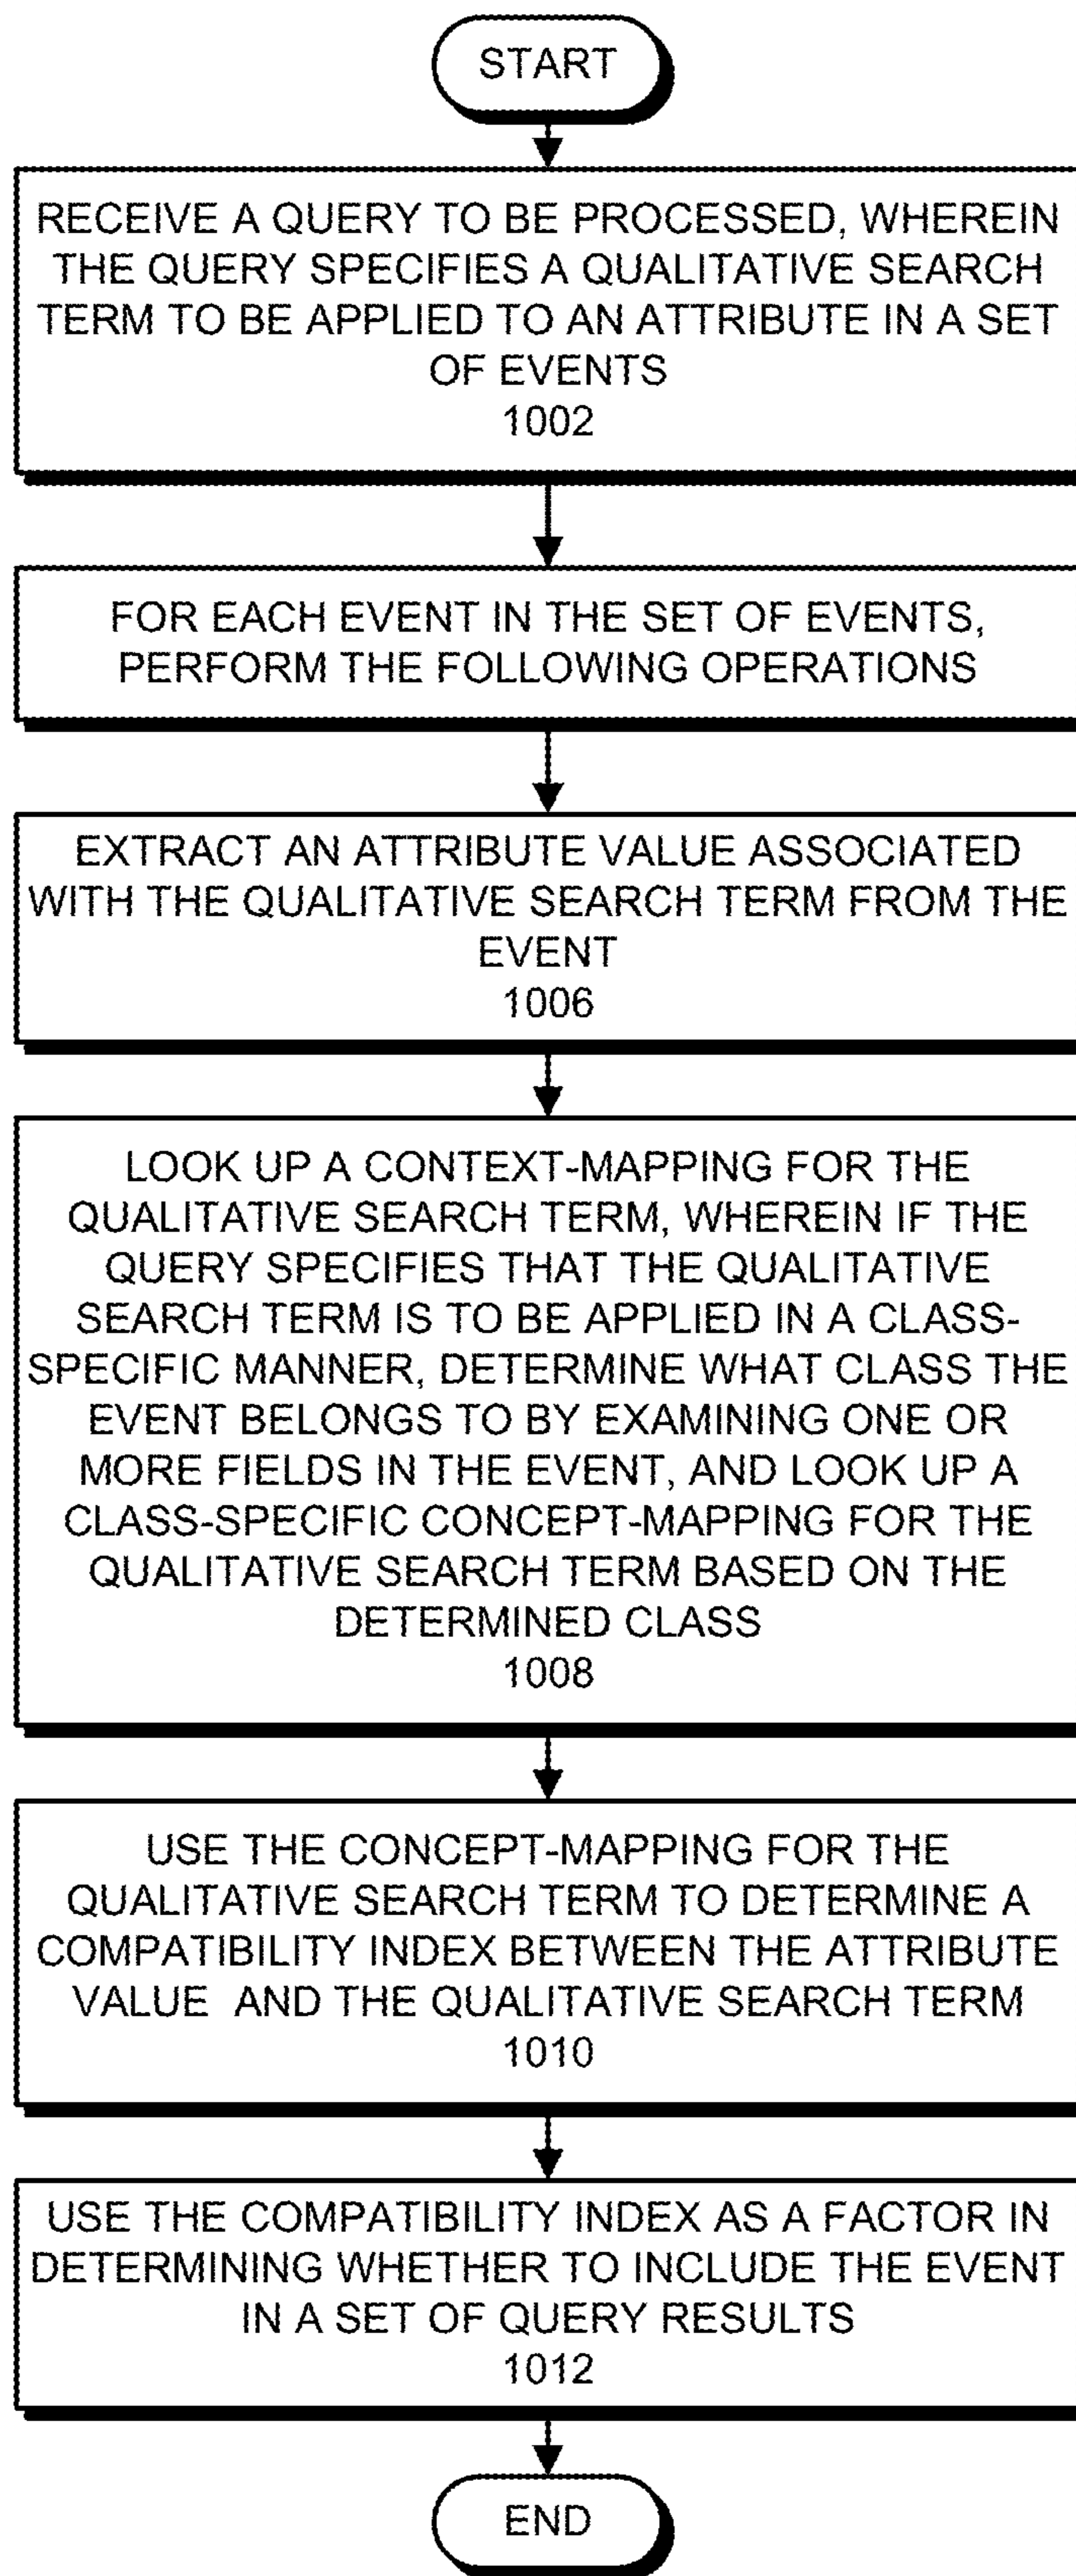 START
RECEIVE A QUERY TO BE PROCESSED, WHEREIN
THE QUERY SPECIFIES A QUALITATIVE SEARCH
TERM TO BE APPLIED TO AN ATTRIBUTE IN A SET
OF EVENTS
1002
FOR EACH EVENT IN THE SET OF EVENTS,
PERFORM THE FOLLOWING OPERATIONS
EXTRACT AN ATTRIBUTE VALUE ASSOCIATED
WITH THE QUALITATIVE SEARCH TERM FROM THE
EVENT
1006
LOOK UP A CONTEXT-MAPPING FOR THE
QUALITATIVE SEARCH TERM, WHEREIN IF THE
QUERY SPECIFIES THAT THE QUALITATIVE
SEARCH TERM IS TO BE APPLIED IN A CLASS-
SPECIFIC MANNER, DETERMINE WHAT CLASS THE
EVENT BELONGS TO BY EXAMINING ONE OR
MORE FIELDS IN THE EVENT, AND LOOK UP A
CLASS-SPECIFIC CONCEPT-MAPPING FOR THE
QUALITATIVE SEARCH TERM BASED ON THE
DETERMINED CLASS
1008
USE THE CONCEPT-MAPPING FOR THE
QUALITATIVE SEARCH TERM TO DETERMINE A
COMPATIBILITY INDEX BETWEEN THE ATTRIBUTE
VALUE AND THE QUALITATIVE SEARCH TERM
1010
USE THE COMPATIBILITY INDEX AS A FACTOR IN
DETERMINING WHETHER TO INCLUDE THE EVENT
IN A SET OF QUERY RESULTS
1012
END